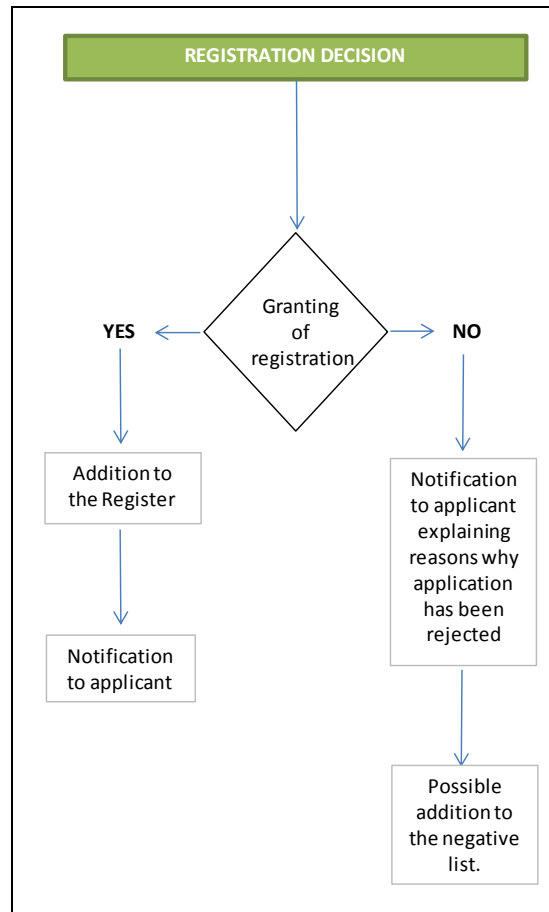 REGISTRATION DECISION
Granting
of
registration
YES
NO
Addition to
the Register
Notification
to applicant
Notification
to applicant
explaining
reasons why
application
has been
rejected
Possible
addition to
the negative
list.